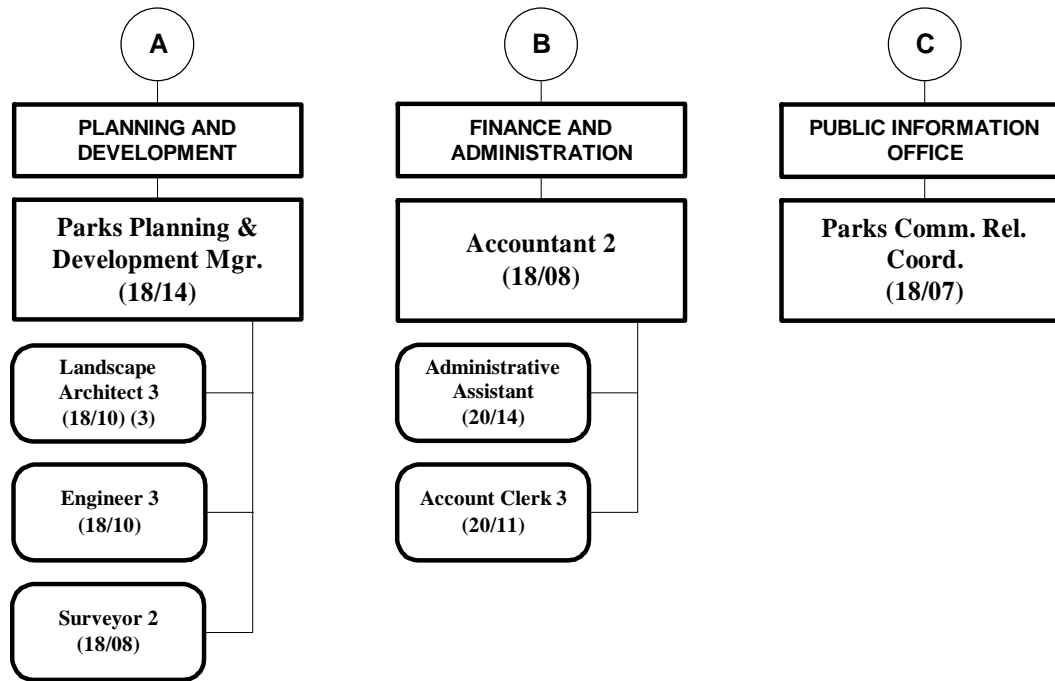 A
PLANNING AND
DEVELOPMENT
Parks Planning &
Development Mgr.
(18/14)
Landscape
Architect 3
(18/10) (3)
Engineer 3
(18/10)
Surveyor 2
(18/08)
B
FINANCE AND
ADMINISTRATION
Accountant 2
(18/08)
Administrative
Assistant
(20/14)
Account Clerk 3
(20/11)
C
PUBLIC INFORMATION
OFFICE
Parks Comm. Rel.
Coord.
(18/07)